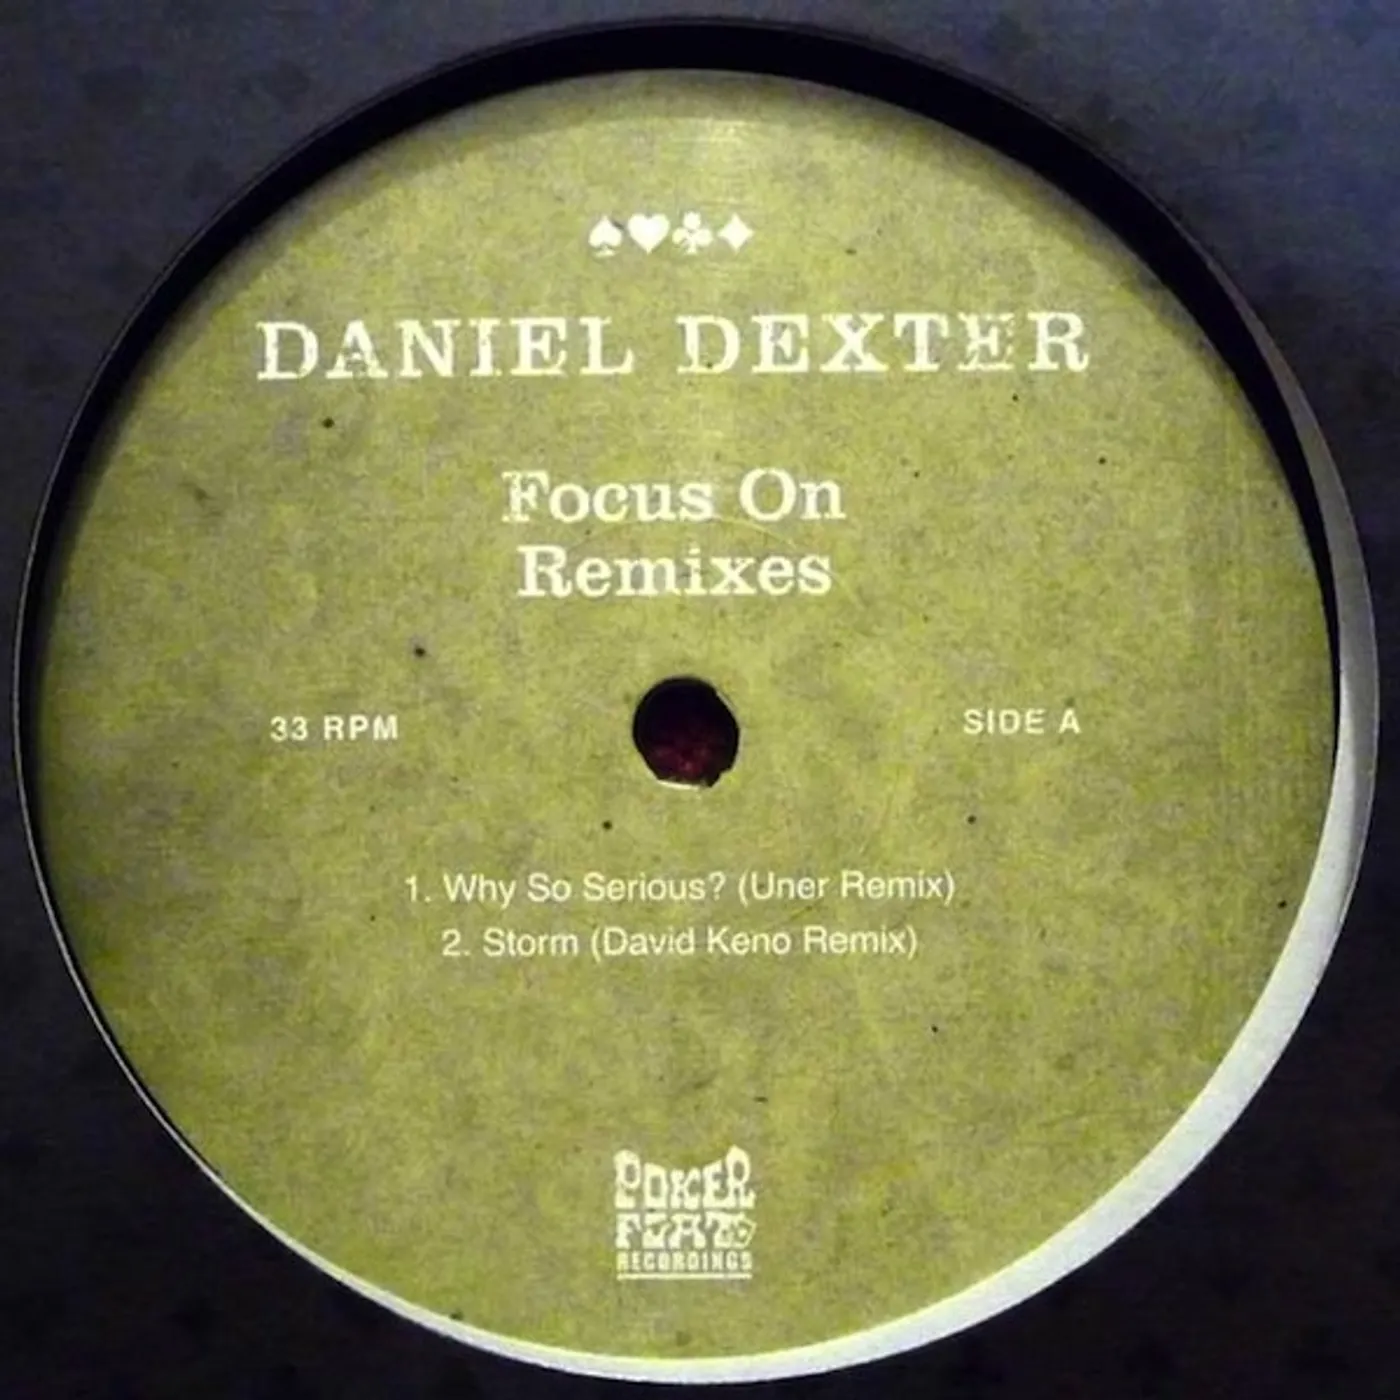 DANIEL DEXTER
Focus On
Remixes
33 RPM
SIDE A
1. Why So Serious? (Uner Remix)
2. Storm (David Keno Remix)
POKER
FLAT
RECORDINGS